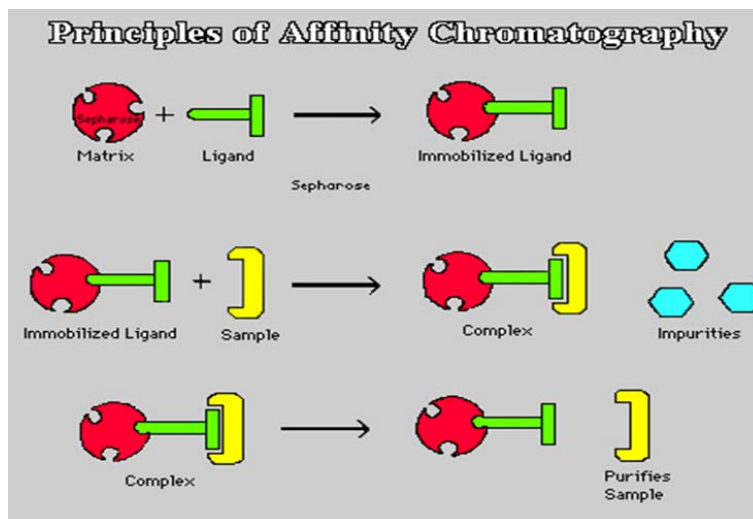 Principles of Affinity Chromatography
Sepharose
+
Matrix
Ligand
Immobilized Ligand
Sepharose
+
Immobilized Ligand
Sample
Complex
Impurities
Complex
Purifies
Sample